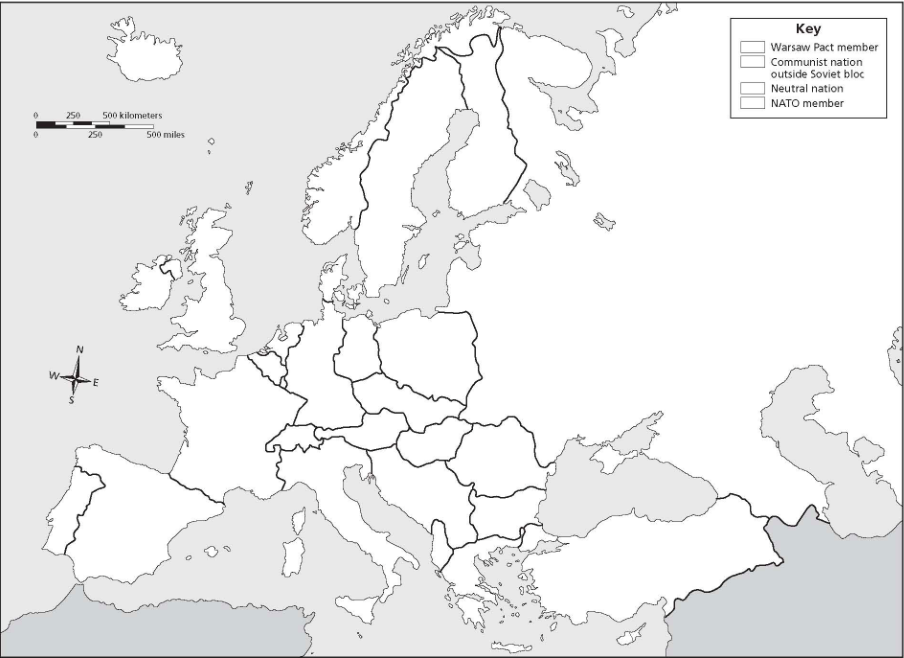 Key
Warsaw Pact member
Communist nation
outside Soviet bloc
Neutral nation
NATO member
0 250 500 kilometers
0 250 500 miles
N
W E
S